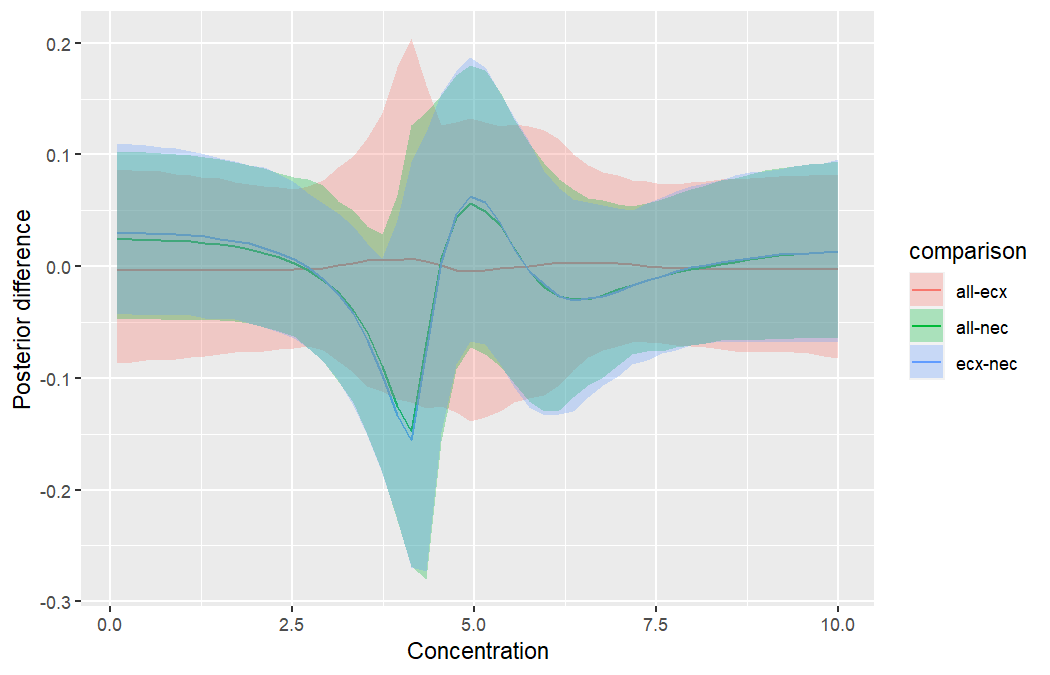 0.2
0.1
0.0
-0.1
-0.2
-0.3
Posterior difference
0.0
2.5
5.0
7.5
10.0
Concentration
comparison
all-ecx
all-nec
ecx-nec